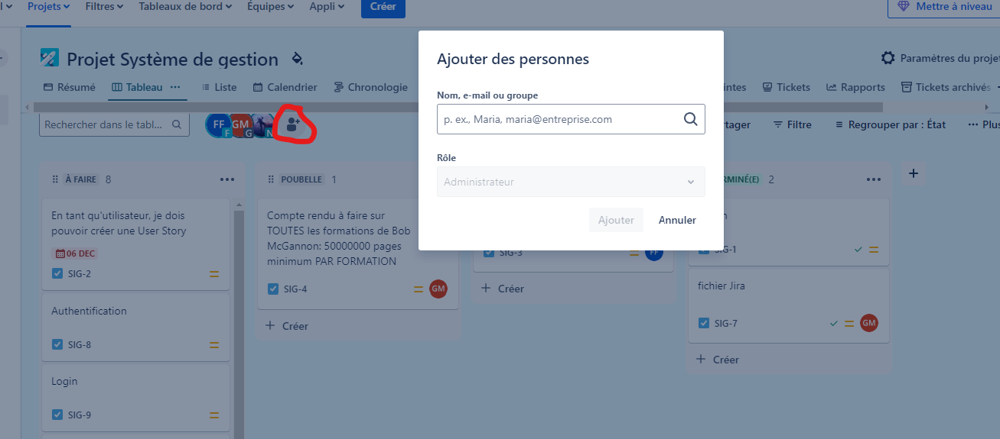 Projets Filtres Tableaux de bord Équipes Appli Créer Mettre à niveau
Projet Système de gestion
Paramètres du projet
Résumé Tableau ... Liste Calendrier Chronologie
Tickets Rapports Tickets archivés
Rechercher dans le tabl...
FF F GM G N
Filtre Regrouper par : État ... Plus
Ajouter des personnes
Nom, e-mail ou groupe
p. ex., Maria, maria@entreprise.com
Rôle
Administrateur
Ajouter Annuler
À FAIRE 8
En tant qu'utilisateur, je dois
pouvoir créer une User Story
06 DEC
SIG-2
Authentification
SIG-8
Login
SIG-9
POUBELLE 1
Compte rendu à faire sur
TOUTES les formations de Bob
McGannon: 50000000 pages
minimum PAR FORMATION
SIG-4 GM
Créer
SIG-3 FF
Créer
RMINÉ(E) 2
SIG-1
fichier Jira
SIG-7 GM
Créer